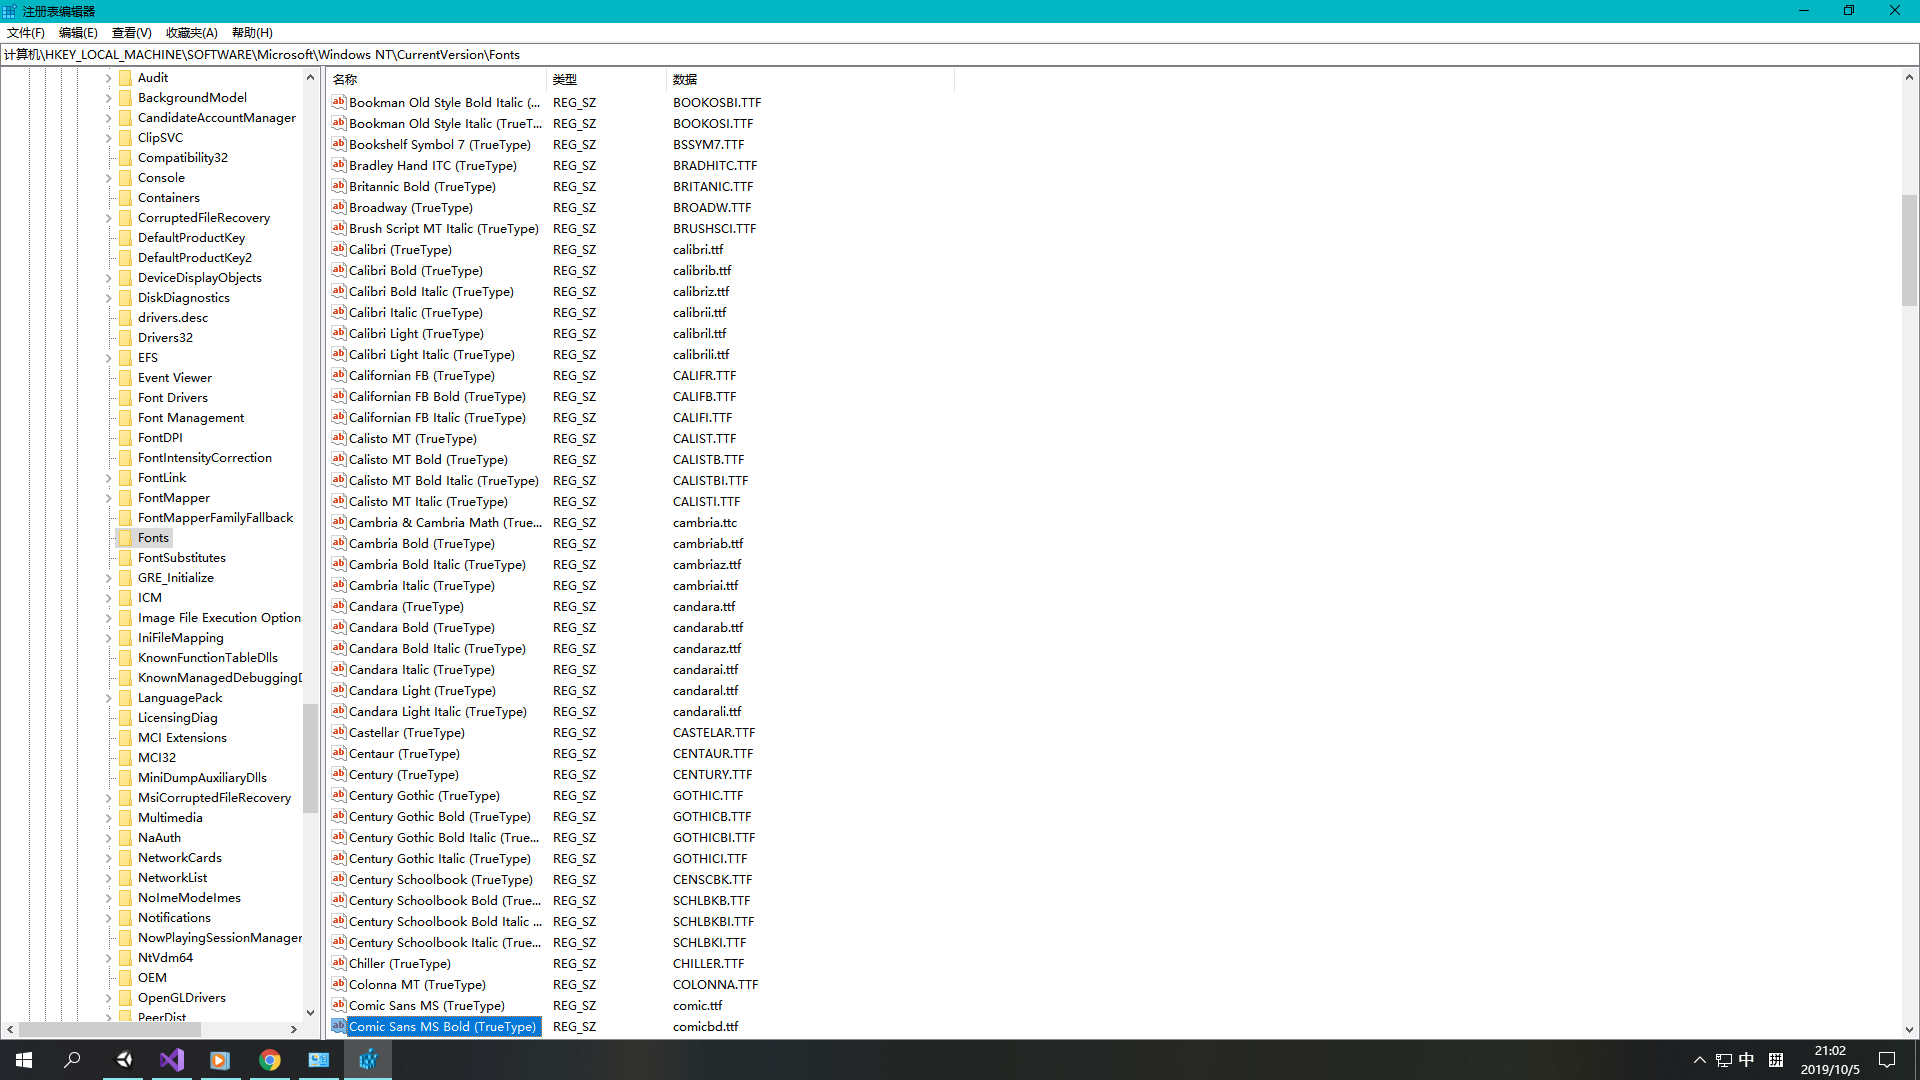 注册表编辑器
文件(F) 编辑(E) 查看(V) 收藏夹(A) 帮助(H)
计算机\HKEY_LOCAL_MACHINE\SOFTWARE\Microsoft\Windows NT\CurrentVersion\Fonts
Audit
BackgroundModel
CandidateAccountManager
ClipSVC
Compatibility32
Console
Containers
CorruptedFileRecovery
DefaultProductKey
DefaultProductKey2
DeviceDisplayObjects
DiskDiagnostics
drivers.desc
Drivers32
EFS
Event Viewer
Font Drivers
Font Management
FontDPI
FontIntensityCorrection
FontLink
FontMapper
FontMapperFamilyFallback
Fonts
FontSubstitutes
GRE_Initialize
ICM
Image File Execution Option
IniFileMapping
KnownFunctionTableDlls
KnownManagedDebuggingD
LanguagePack
LicensingDiag
MCI Extensions
MCI32
MiniDumpAuxiliaryDlls
MsiCorruptedFileRecovery
Multimedia
NaAuth
NetworkCards
NetworkList
NoImeModeImes
Notifications
NowPlayingSessionManager
NtVdm64
OEM
OpenGLDrivers
PeerDist
名称 类型 数据
Bookman Old Style Bold Italic (... REG_SZ BOOKOSBI.TTF
Bookman Old Style Italic (TrueT... REG_SZ BOOKOSI.TTF
Bookshelf Symbol 7 (TrueType) REG_SZ BSSYM7.TTF
Bradley Hand ITC (TrueType) REG_SZ BRADHITC.TTF
Britannic Bold (TrueType) REG_SZ BRITANIC.TTF
Broadway (TrueType) REG_SZ BROADW.TTF
Brush Script MT Italic (TrueType) REG_SZ BRUSHSCI.TTF
Calibri (TrueType) REG_SZ calibri.ttf
Calibri Bold (TrueType) REG_SZ calibrib.ttf
Calibri Bold Italic (TrueType) REG_SZ calibriz.ttf
Calibri Italic (TrueType) REG_SZ calibrii.ttf
Calibri Light (TrueType) REG_SZ calibril.ttf
Calibri Light Italic (TrueType) REG_SZ calibrili.ttf
Californian FB (TrueType) REG_SZ CALIFR.TTF
Californian FB Bold (TrueType) REG_SZ CALIFB.TTF
Californian FB Italic (TrueType) REG_SZ CALIFI.TTF
Calisto MT (TrueType) REG_SZ CALIST.TTF
Calisto MT Bold (TrueType) REG_SZ CALISTB.TTF
Calisto MT Bold Italic (TrueType) REG_SZ CALISTBI.TTF
Calisto MT Italic (TrueType) REG_SZ CALISTI.TTF
Cambria & Cambria Math (True... REG_SZ cambria.ttc
Cambria Bold (TrueType) REG_SZ cambriab.ttf
Cambria Bold Italic (TrueType) REG_SZ cambriaz.ttf
Cambria Italic (TrueType) REG_SZ cambriai.ttf
Candara (TrueType) REG_SZ candara.ttf
Candara Bold (TrueType) REG_SZ candarab.ttf
Candara Bold Italic (TrueType) REG_SZ candaraz.ttf
Candara Italic (TrueType) REG_SZ candarai.ttf
Candara Light (TrueType) REG_SZ candaral.ttf
Candara Light Italic (TrueType) REG_SZ candarali.ttf
Castellar (TrueType) REG_SZ CASTELAR.TTF
Centaur (TrueType) REG_SZ CENTAUR.TTF
Century (TrueType) REG_SZ CENTURY.TTF
Century Gothic (TrueType) REG_SZ GOTHIC.TTF
Century Gothic Bold (TrueType) REG_SZ GOTHICB.TTF
Century Gothic Bold Italic (True... REG_SZ GOTHICBI.TTF
Century Gothic Italic (TrueType) REG_SZ GOTHICI.TTF
Century Schoolbook (TrueType) REG_SZ CENSCBK.TTF
Century Schoolbook Bold (True... REG_SZ SCHLBKB.TTF
Century Schoolbook Bold Italic ... REG_SZ SCHLBKBI.TTF
Century Schoolbook Italic (True... REG_SZ SCHLBKI.TTF
Chiller (TrueType) REG_SZ CHILLER.TTF
Colonna MT (TrueType) REG_SZ COLONNA.TTF
Comic Sans MS (TrueType) REG_SZ comic.ttf
Comic Sans MS Bold (TrueType) REG_SZ comicbd.ttf
中 拼 21:02
2019/10/5